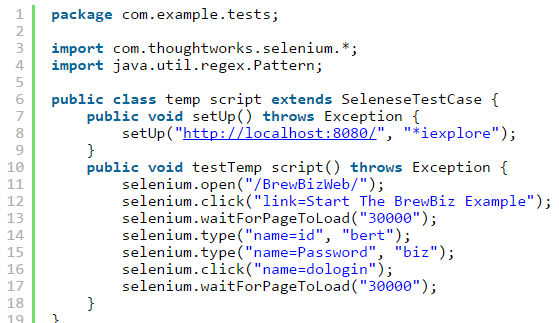 1 package com.example.tests;
2
3 import com.thoughtworks.selenium.*;
4 import java.util.regex.Pattern;
5
6 public class temp script extends SeleneseTestCase {
7     public void setUp() throws Exception {
8         setUp("http://localhost:8080/", "*iexplore");
9     }
10     public void testTemp script() throws Exception {
11         selenium.open("/BrewBizWeb/");
12         selenium.click("link=Start The BrewBiz Example");
13         selenium.waitForPageToLoad("30000");
14         selenium.type("name=id", "bert");
15         selenium.type("name=Password", "biz");
16         selenium.click("name=dologin");
17         selenium.waitForPageToLoad("30000");
18     }
19 }